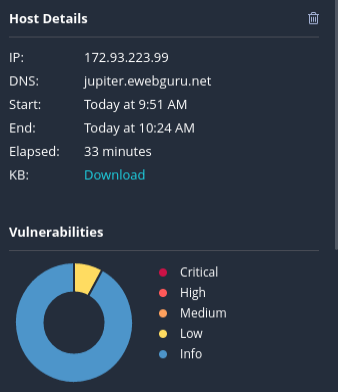 Host Details
IP: 172.93.223.99
DNS: jupiter.ewebguru.net
Start: Today at 9:51 AM
End: Today at 10:24 AM
Elapsed: 33 minutes
KB: Download
Vulnerabilities
Critical
High
Medium
Low
Info